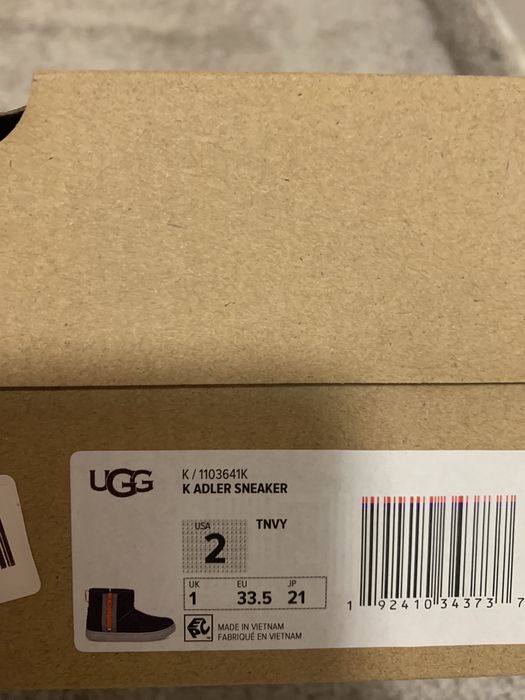 UGG
K / 1103641K
K ADLER SNEAKER
USA
2
TNVY
UK EU JP
1 33.5 21
MADE IN VIETNAM
FABRIQUÉ EN VIETNAM
1 92410 34373 7